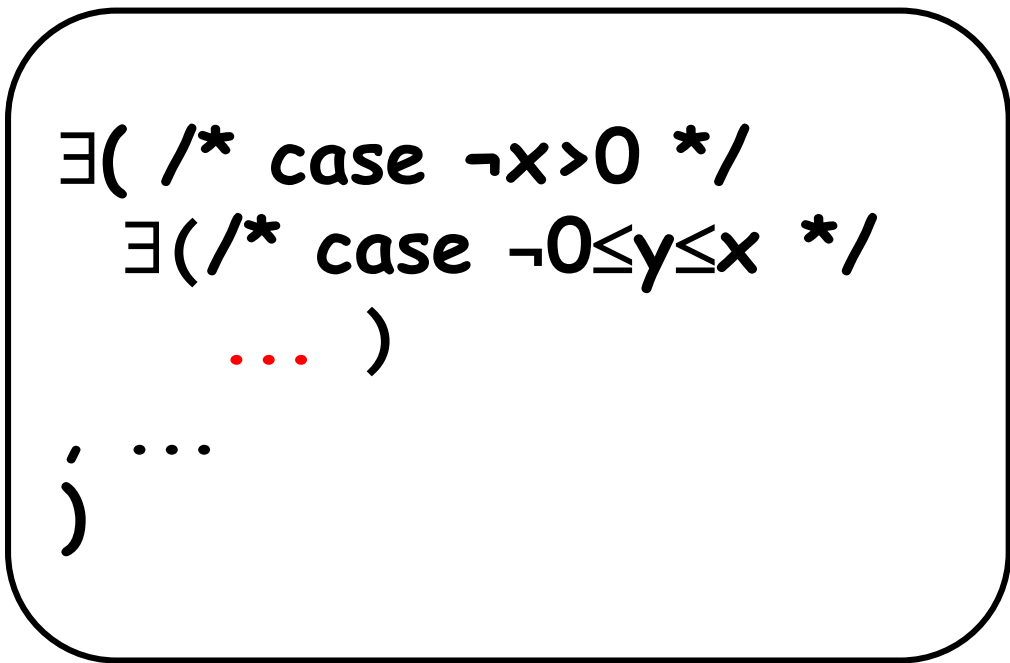 ∃( /* case ¬x>0 */
∃(/* case ¬0≤y≤x */
... )
, ...
)